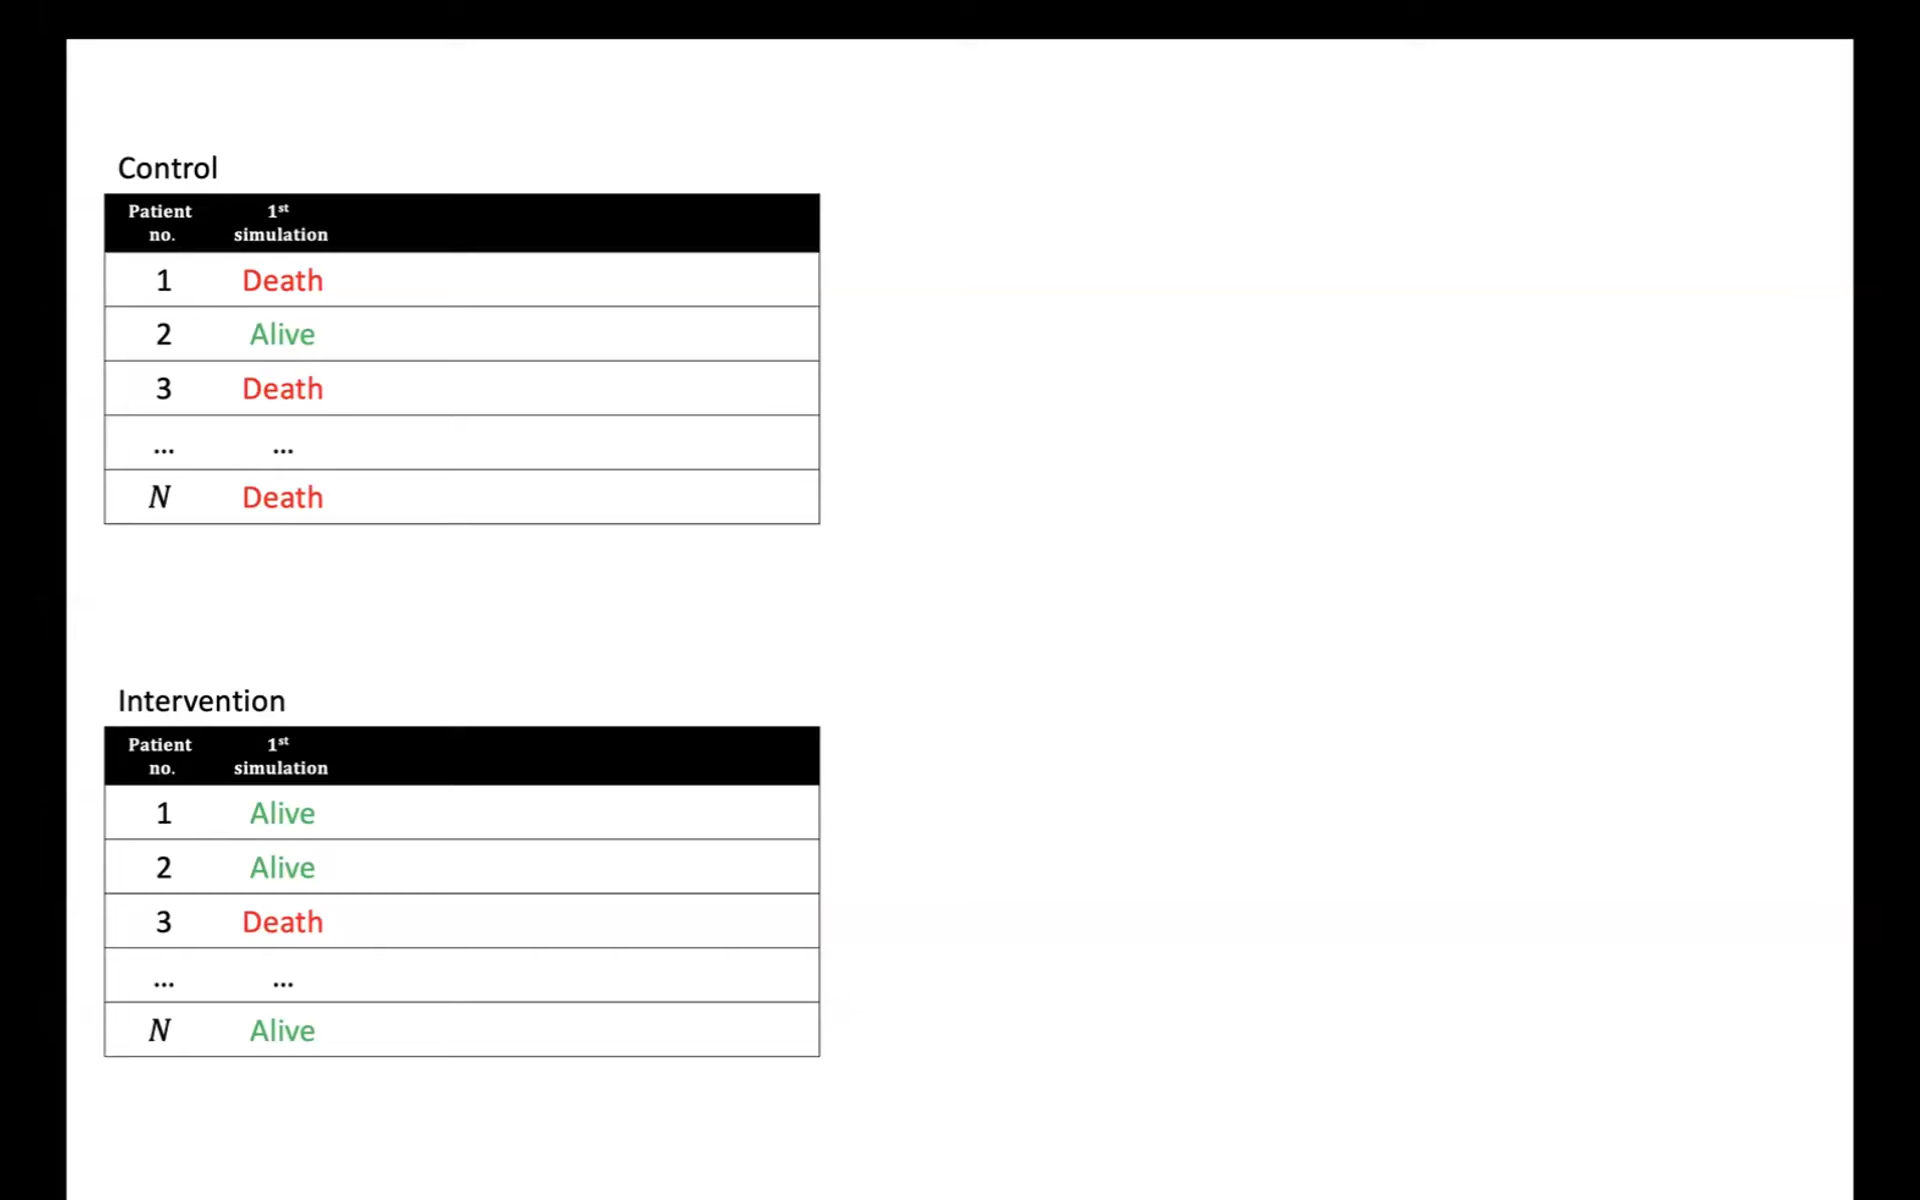 Control
Patient no. 1st simulation
1 Death
2 Alive
3 Death
... ...
N Death
Intervention
Patient no. 1st simulation
1 Alive
2 Alive
3 Death
... ...
N Alive